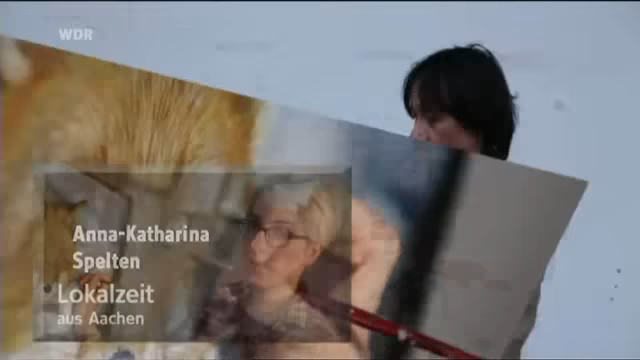 WDR
Anna-Katharina
Spelten
Lokalzeit
aus Aachen